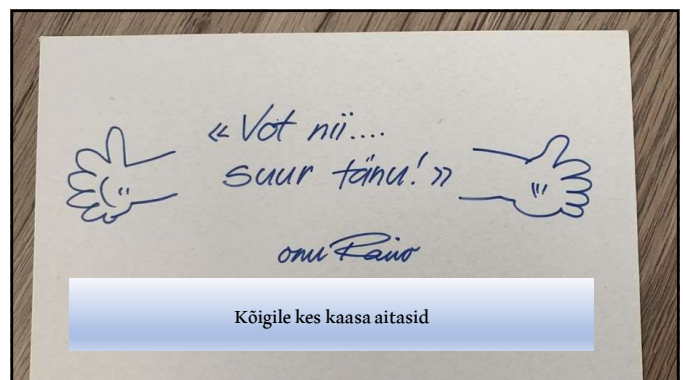 « Vot nii....
suur tänu! »
onu Raivo
Kõigile kes kaasa aitasid